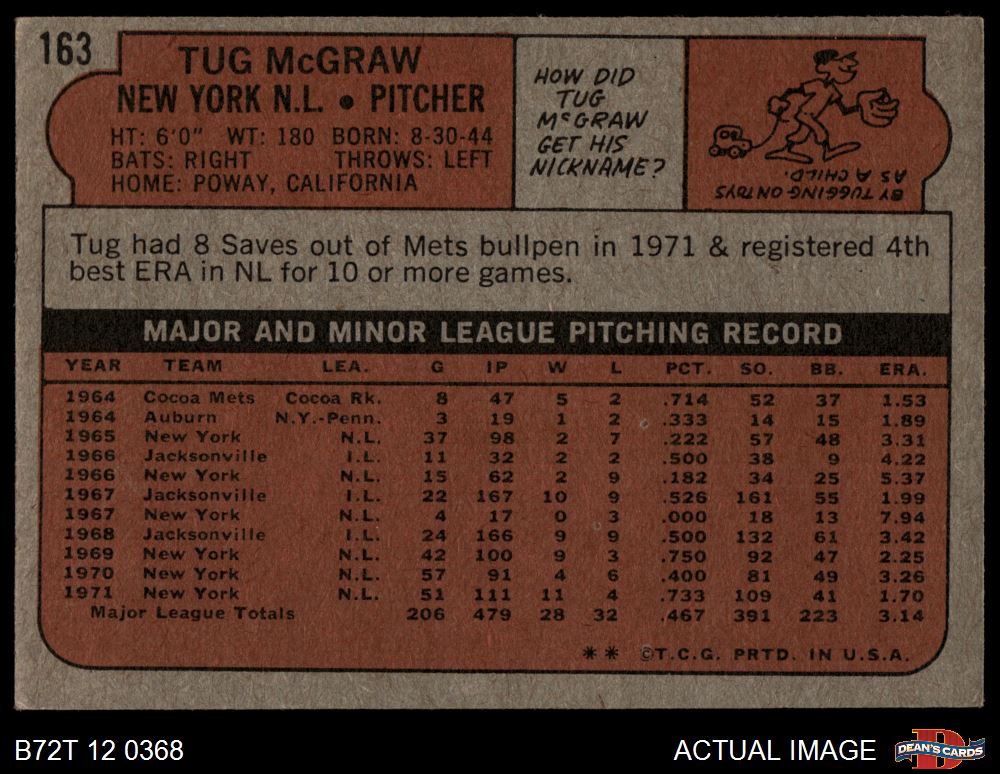 163
TUG McGRAW
NEW YORK N.L. • PITCHER
HT: 6'0" WT: 180 BORN: 8-30-44
BATS: RIGHT THROWS: LEFT
HOME: POWAY, CALIFORNIA
HOW DID
TUG
McGRAW
GET HIS
NICKNAME?
BY TUGGING ON TOYS
AS A CHILD.
Tug had 8 Saves out of Mets bullpen in 1971 & registered 4th
best ERA in NL for 10 or more games.
MAJOR AND MINOR LEAGUE PITCHING RECORD
YEAR TEAM LEA. G IP W L PCT. SO. BB. ERA.
1964 Cocoa Mets Cocoa Rk. 8 47 5 2 .714 52 37 1.53
1964 Auburn N.Y.-Penn. 3 19 1 2 .333 14 15 1.89
1965 New York N.L. 37 98 2 7 .222 57 48 3.31
1966 Jacksonville I.L. 11 32 2 2 .500 38 9 4.22
1966 New York N.L. 15 62 2 9 .182 34 25 5.37
1967 Jacksonville I.L. 22 167 10 9 .526 161 55 1.99
1967 New York N.L. 4 17 0 3 .000 18 13 7.94
1968 Jacksonville I.L. 24 166 9 9 .500 132 61 3.42
1969 New York N.L. 42 100 9 3 .750 92 47 2.25
1970 New York N.L. 57 91 4 6 .400 81 49 3.26
1971 New York N.L. 51 111 11 4 .733 109 41 1.70
Major League Totals 206 479 28 32 .467 391 223 3.14
** ©T.C.G. PRTD. IN U.S.A.
B72T 12 0368
ACTUAL IMAGE
DEAN'S CARDS